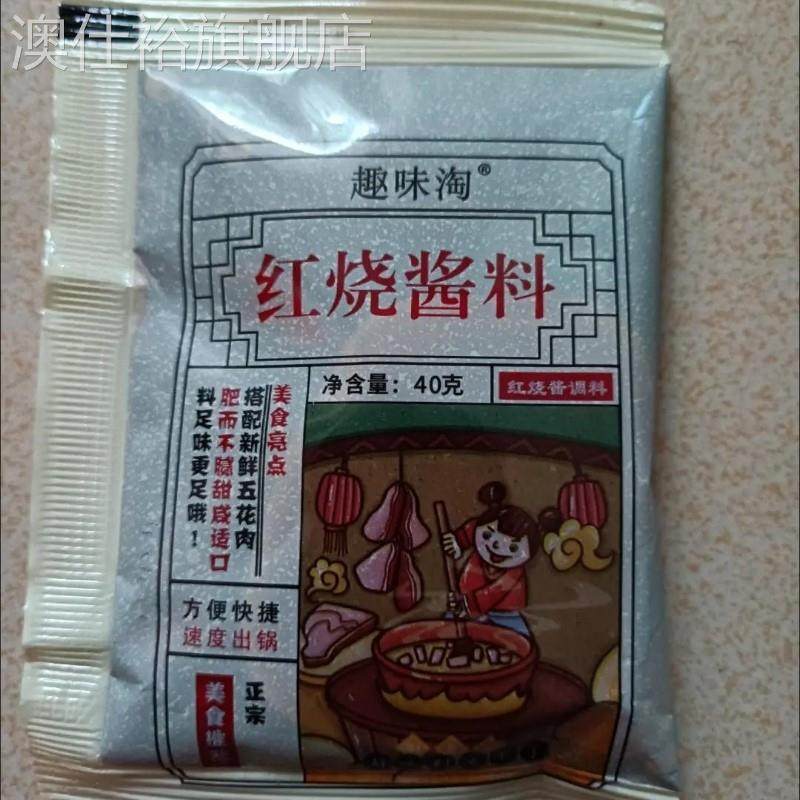 澳仕裕旗舰店
趣味淘®
红烧酱料
净含量：40克
红烧酱调料
美食亮点
搭配新鲜五花肉
肥而不腻甜咸适口
料足味更足哦！
方便快捷
速度出锅
正宗
美食